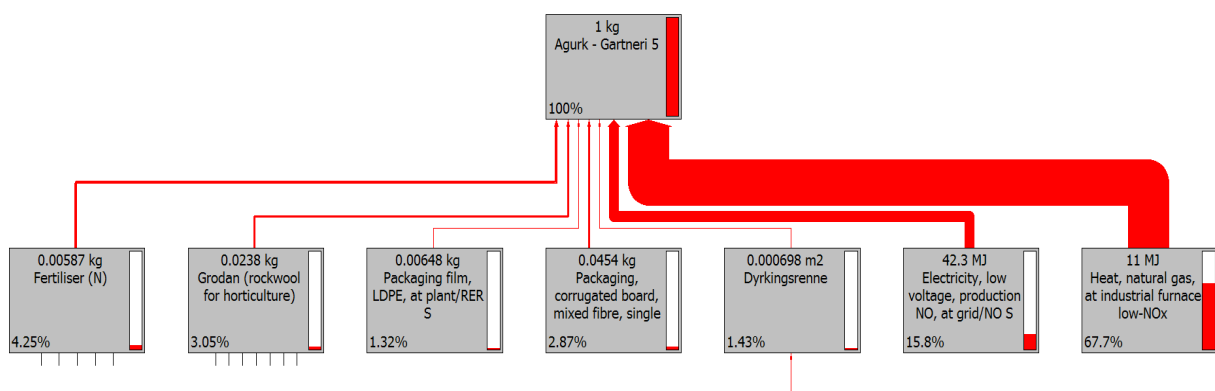 1 kg
Agurk - Gartneri 5
100%
0.00587 kg
Fertiliser (N)
4.25%
0.0238 kg
Grodan (rockwool
for horticulture)
3.05%
0.00648 kg
Packaging film,
LDPE, at plant/RER
S
1.32%
0.0454 kg
Packaging,
corrugated board,
mixed fibre, single
2.87%
0.000698 m2
Dyrkingsrenne
1.43%
42.3 MJ
Electricity, low
voltage, production
NO, at grid/NO S
15.8%
11 MJ
Heat, natural gas,
at industrial furnace
low-NOx
67.7%